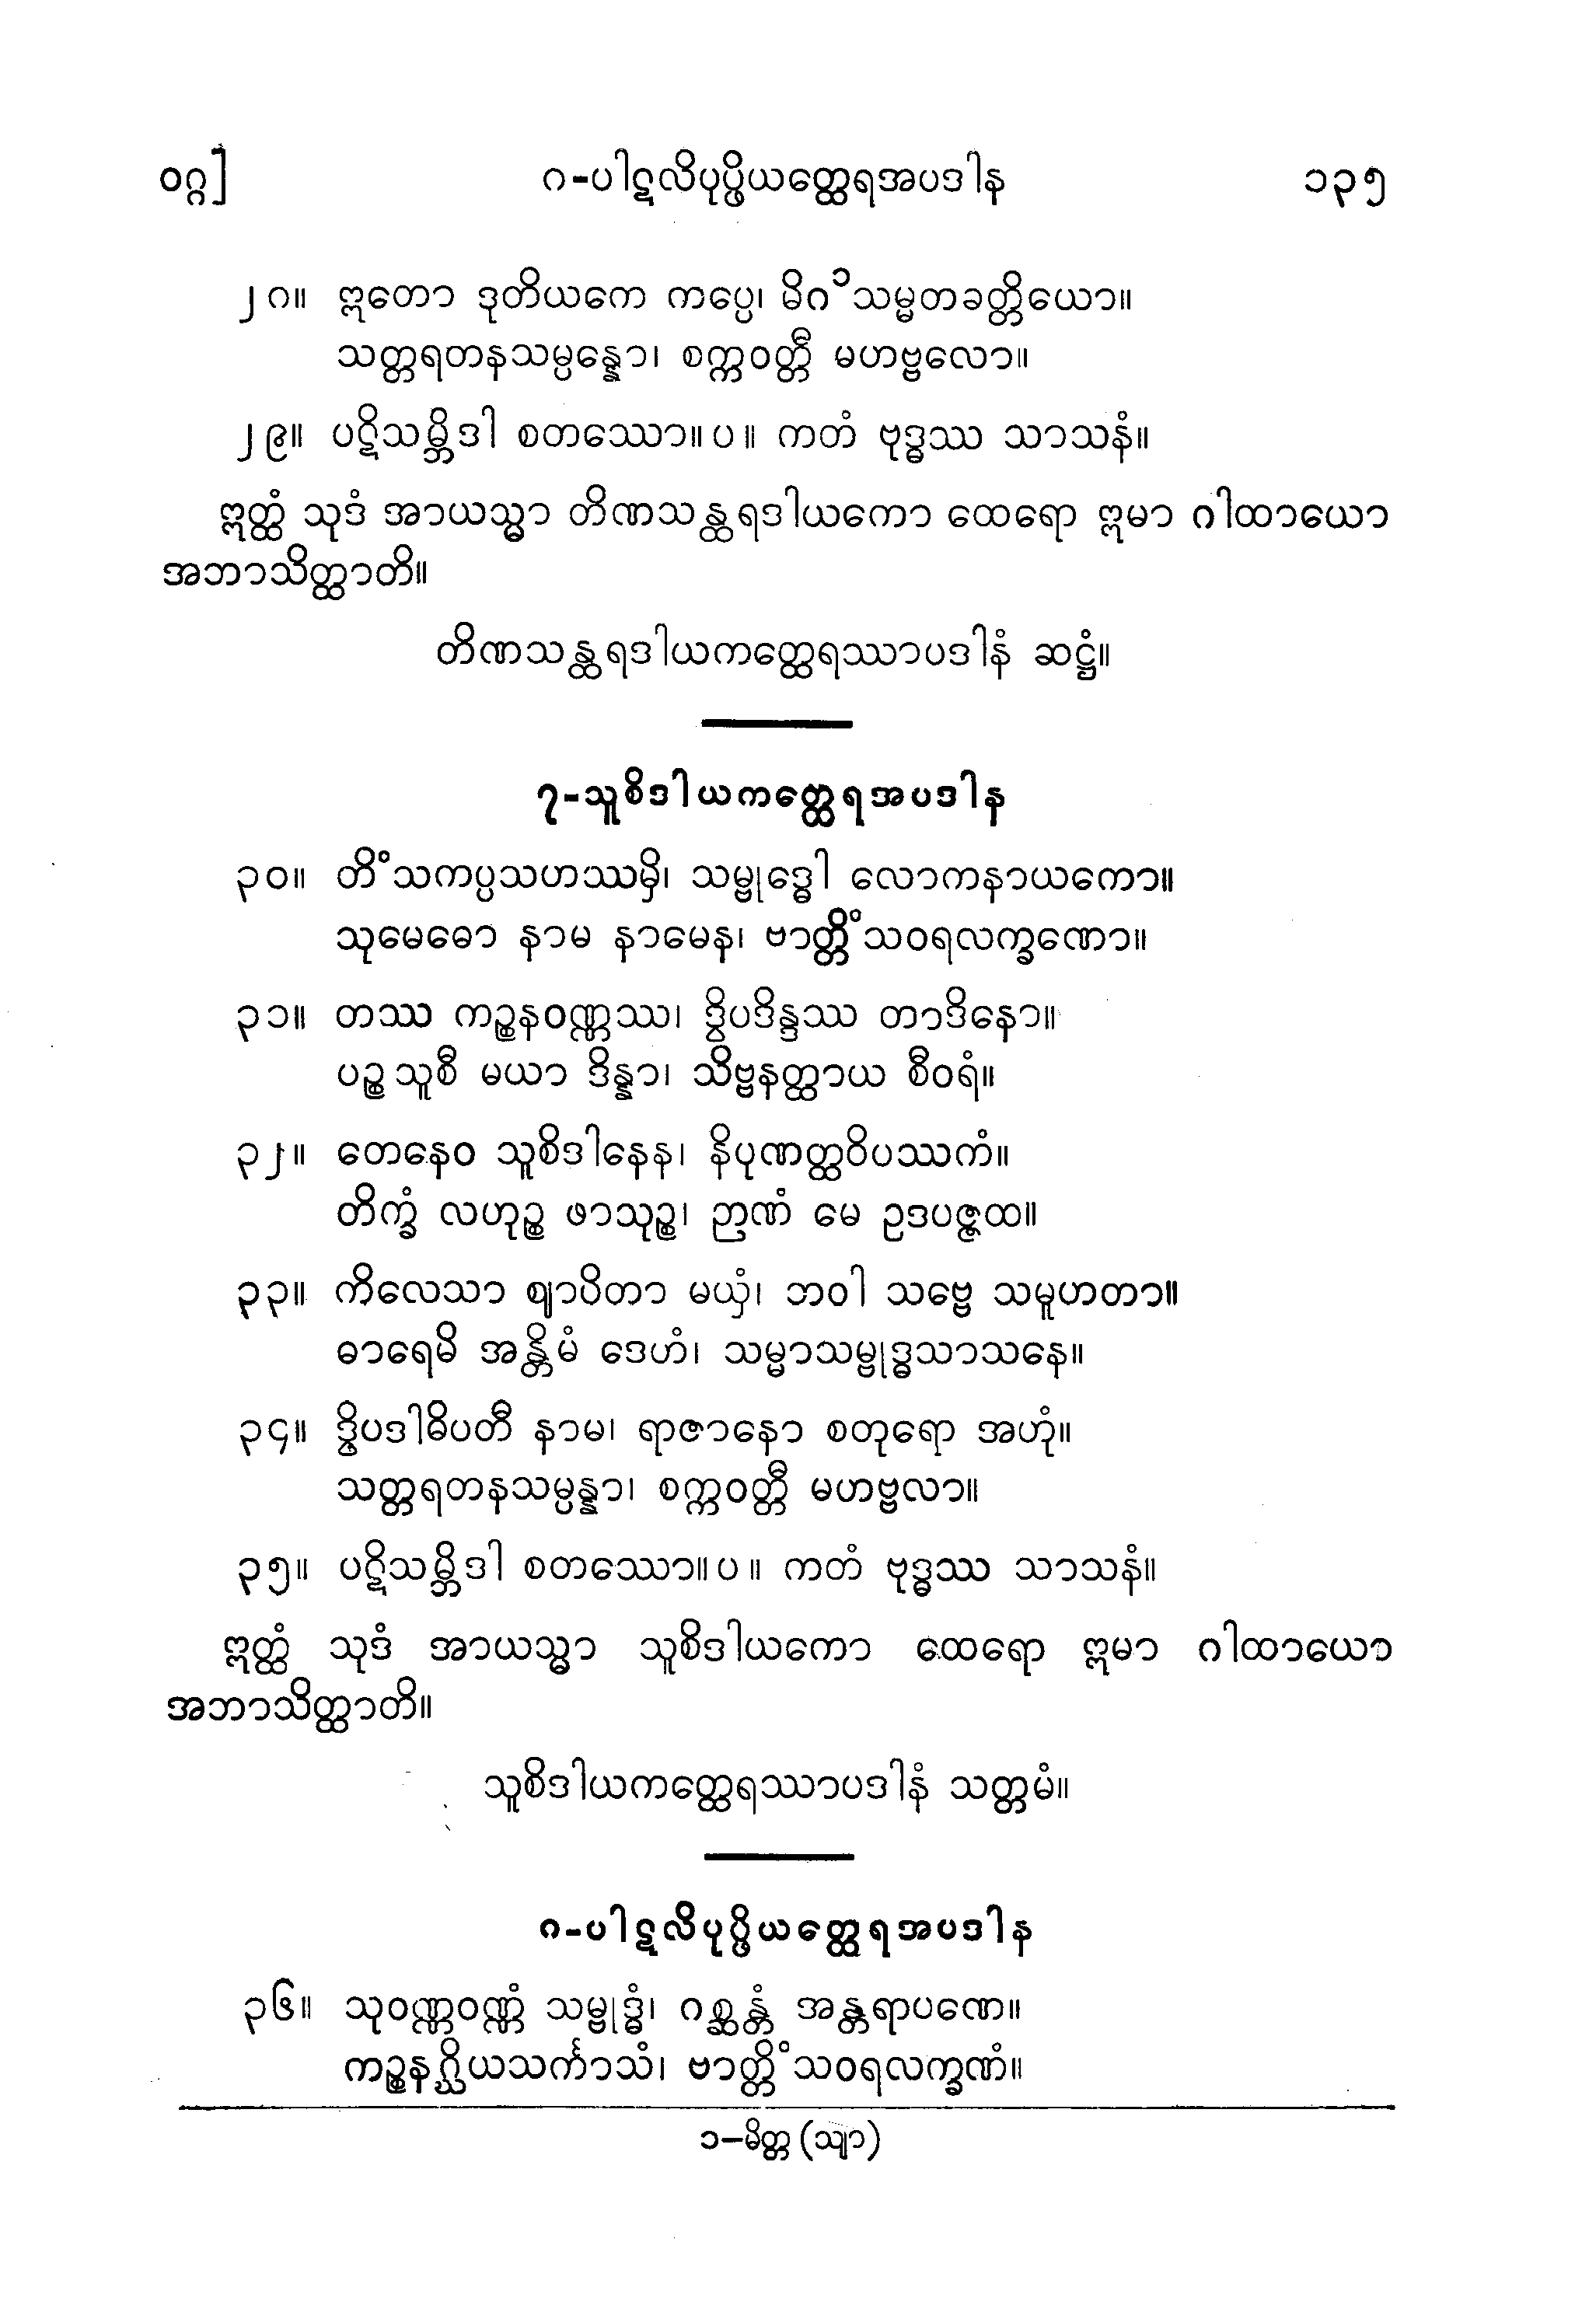 ဝဂ္ဂ]	၈-ပါဋလိပုပ္ဖိယတ္ထေရအပဒါန	၁၃၅
၂၈။ ဣတော ဒုတိယကေ ကပ္ပေ၊ မိဂ ၁သမ္မတခတ္တိယော။
သတ္တရတနသမ္ပန္နော၊ စက္ကဝတ္တီ မဟဗ္ဗလော။
၂၉။ ပဋိသမ္ဘိဒါ စတဿော။ပ။ ကတံ ဗုဒ္ဓဿ သာသနံ။
ဣတ္ထံ သုဒံ အာယသ္မာ တိဏသန္ထရဒါယကော ထေရော ဣမာ ဂါထာယော
အဘာသိတ္ထာတိ။
တိဏသန္ထရဒါယကတ္ထေရဿာပဒါနံ ဆဋ္ဌံ။
၇-သူစိဒါယကတ္ထေရအပဒါန
၃၀။ တိံသကပ္ပသဟဿမှိ၊ သမ္ဗုဒ္ဓေါ လောကနာယကော။
သုမေဓော နာမ နာမေန၊ ဗာတ္တိံသဝရလက္ခဏော။
၃၁။ တဿ ကဉ္စနဝဏ္ဏဿ၊ ဒွိပဒိန္ဒဿ တာဒိနော။
ပဉ္စ သူစီ မယာ ဒိန္နာ၊ သိဗ္ဗနတ္ထာယ စီဝရံ။
၃၂။ တေနေဝ သူစိဒါနေန၊ နိပုဏတ္ထဝိပဿကံ။
တိက္ခံ လဟုဉ္စ ဖာသုဉ္စ၊ ဉာဏံ မေ ဥဒပဇ္ဇထ။
၃၃။ ကိလေသာ ဈာပိတာ မယှံ၊ ဘဝါ သဗ္ဗေ သမူဟတာ။
ဓာရေမိ အန္တိမံ ဒေဟံ၊ သမ္မာသမ္ဗုဒ္ဓသာသနေ။
၃၄။ ဒွိပဒါဓိပတီ နာမ၊ ရာဇာနော စတုရော အဟုံ။
သတ္တရတနသမ္ပန္နာ၊ စက္ကဝတ္တီ မဟဗ္ဗလာ။
၃၅။ ပဋိသမ္ဘိဒါ စတဿော။ပ။ ကတံ ဗုဒ္ဓဿ သာသနံ။
ဣတ္ထံ သုဒံ အာယသ္မာ သူစိဒါယကော ထေရော ဣမာ ဂါထာယော
အဘာသိတ္ထာတိ။
သူစိဒါယကတ္ထေရဿာပဒါနံ သတ္တမံ။
၈-ပါဋလိပုပ္ဖိယတ္ထေရအပဒါန
၃၆။ သုဝဏ္ဏဝဏ္ဏံ သမ္ဗုဒ္ဓံ၊ ဂစ္ဆန္တံ အန္တရာပဏေ။
ကဉ္စနဂ္ဃိယသင်္ကာသံ၊ ဗာတ္တိံသဝရလက္ခဏံ။
၁—မိတ္တ (သျာ)